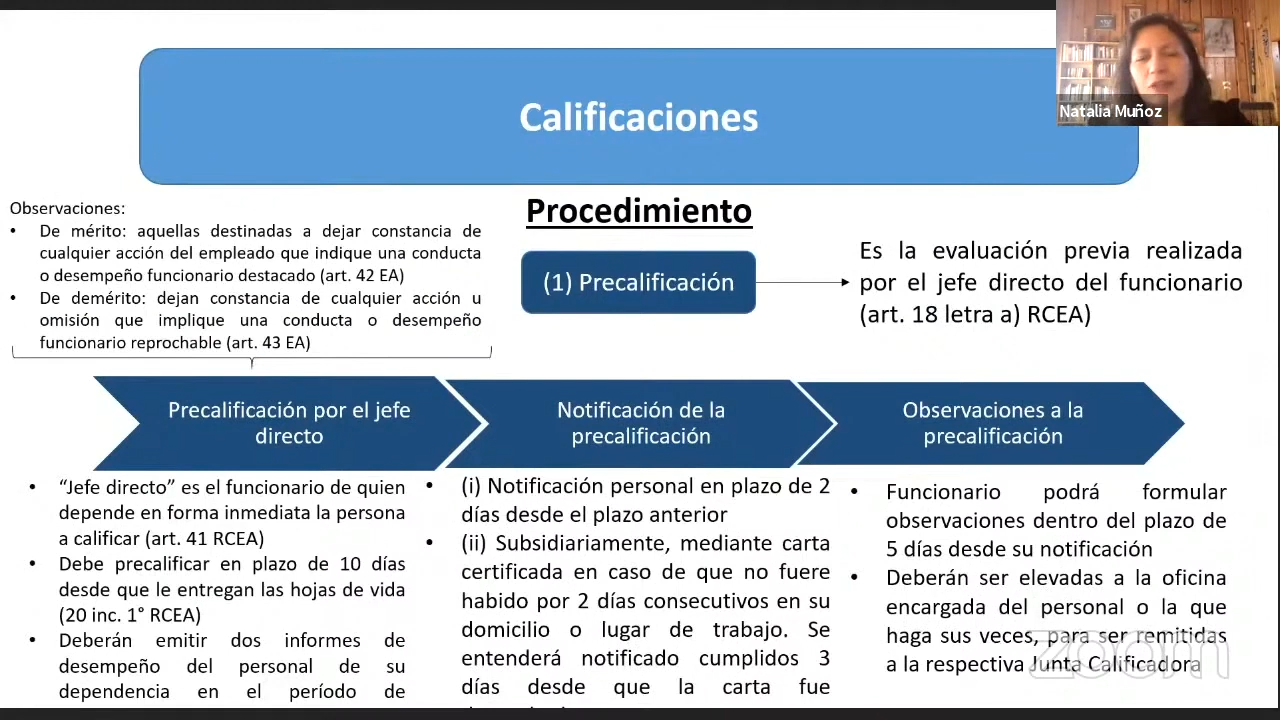 Calificaciones
Natalia Muñoz
Observaciones:
• De mérito: aquellas destinadas a dejar constancia de
cualquier acción del empleado que indique una conducta
o desempeño funcionario destacado (art. 42 EA)
• De demérito: dejan constancia de cualquier acción u
omisión que implique una conducta o desempeño
funcionario reprochable (art. 43 EA)
Procedimiento
(1) Precalificación
Es la evaluación previa realizada
por el jefe directo del funcionario
(art. 18 letra a) RCEA)
Precalificación por el jefe
directo
Notificación de la
precalificación
Observaciones a la
precalificación
• “Jefe directo” es el funcionario de quien
depende en forma inmediata la persona
a calificar (art. 41 RCEA)
• Debe precalificar en plazo de 10 días
desde que le entregan las hojas de vida
(20 inc. 1° RCEA)
• Deberán emitir dos informes de
desempeño del personal de su
dependencia en el período de
• (i) Notificación personal en plazo de 2
días desde el plazo anterior
• (ii) Subsidiariamente, mediante carta
certificada en caso de que no fuere
habido por 2 días consecutivos en su
domicilio o lugar de trabajo. Se
entenderá notificado cumplidos 3
días desde que la carta fue
• Funcionario podrá formular
observaciones dentro del plazo de
5 días desde su notificación
• Deberán ser elevadas a la oficina
encargada del personal o la que
haga sus veces, para ser remitidas
a la respectiva Junta Calificadora
zoom